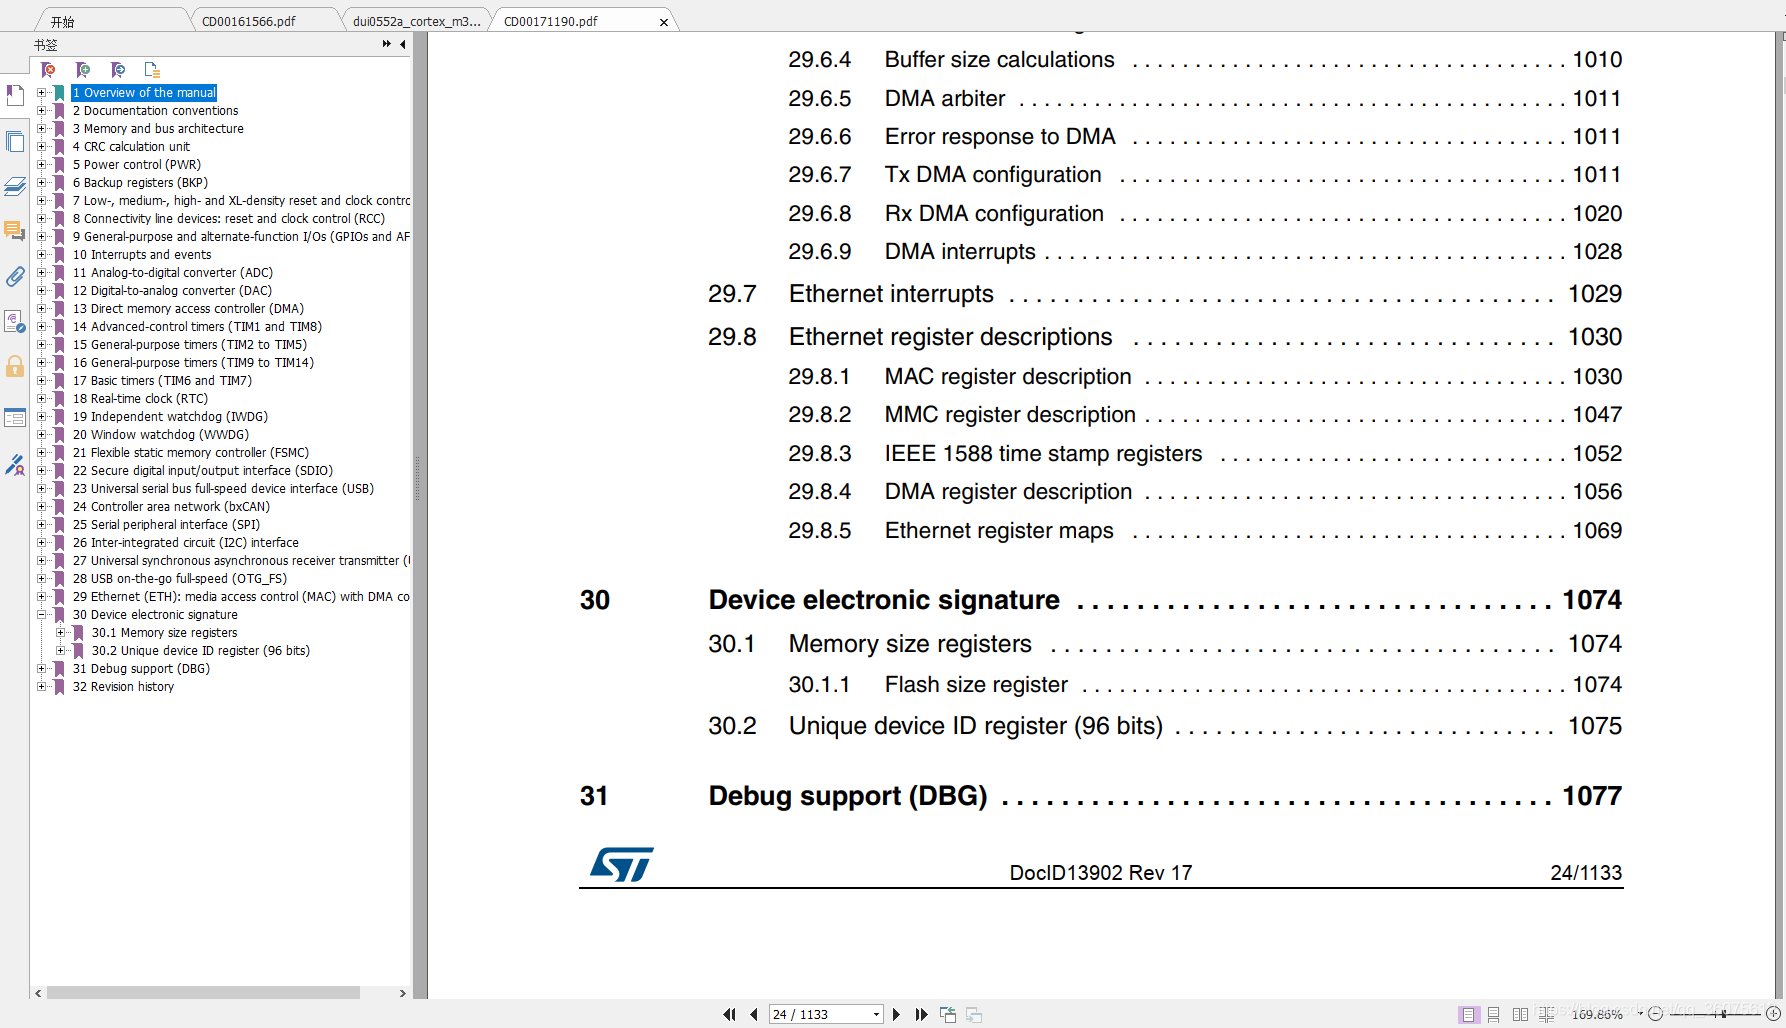 开始
CD00161566.pdf
dui0552a_cortex_m3...
CD00171190.pdf
书签
1 Overview of the manual
2 Documentation conventions
3 Memory and bus architecture
4 CRC calculation unit
5 Power control (PWR)
6 Backup registers (BKP)
7 Low-, medium-, high- and XL-density reset and clock contro
8 Connectivity line devices: reset and clock control (RCC)
9 General-purpose and alternate-function I/Os (GPIOs and AF
10 Interrupts and events
11 Analog-to-digital converter (ADC)
12 Digital-to-analog converter (DAC)
13 Direct memory access controller (DMA)
14 Advanced-control timers (TIM1 and TIM8)
15 General-purpose timers (TIM2 to TIM5)
16 General-purpose timers (TIM9 to TIM14)
17 Basic timers (TIM6 and TIM7)
18 Real-time clock (RTC)
19 Independent watchdog (IWDG)
20 Window watchdog (WWDG)
21 Flexible static memory controller (FSMC)
22 Secure digital input/output interface (SDIO)
23 Universal serial bus full-speed device interface (USB)
24 Controller area network (bxCAN)
25 Serial peripheral interface (SPI)
26 Inter-integrated circuit (I2C) interface
27 Universal synchronous asynchronous receiver transmitter (
28 USB on-the-go full-speed (OTG_FS)
29 Ethernet (ETH): media access control (MAC) with DMA co
30 Device electronic signature
30.1 Memory size registers
30.2 Unique device ID register (96 bits)
31 Debug support (DBG)
32 Revision history
29.6.4 Buffer size calculations 1010
29.6.5 DMA arbiter 1011
29.6.6 Error response to DMA 1011
29.6.7 Tx DMA configuration 1011
29.6.8 Rx DMA configuration 1020
29.6.9 DMA interrupts 1028
29.7 Ethernet interrupts 1029
29.8 Ethernet register descriptions 1030
29.8.1 MAC register description 1030
29.8.2 MMC register description 1047
29.8.3 IEEE 1588 time stamp registers 1052
29.8.4 DMA register description 1056
29.8.5 Ethernet register maps 1069
30 Device electronic signature 1074
30.1 Memory size registers 1074
30.1.1 Flash size register 1074
30.2 Unique device ID register (96 bits) 1075
31 Debug support (DBG) 1077
ST
DocID13902 Rev 17
24/1133
24 / 1133
169.86%